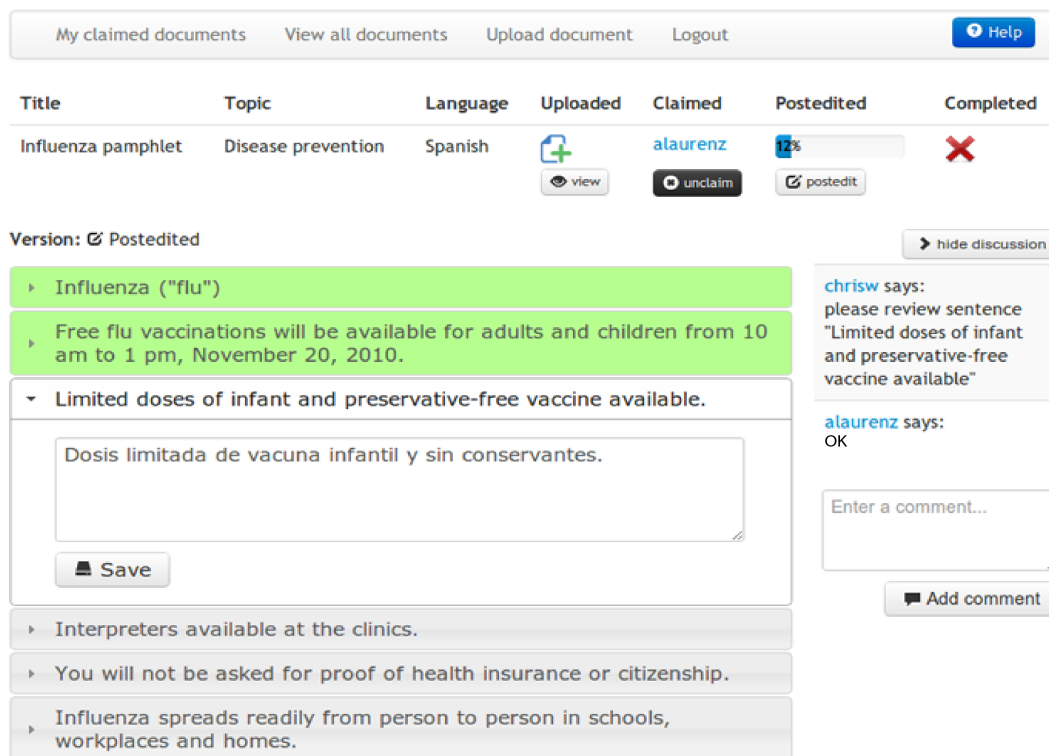 My claimed documents View all documents Upload document Logout Help
Title Topic Language Uploaded Claimed Postedited Completed
Influenza pamphlet Disease prevention Spanish alaurenz 12%
view unclaim postedit
Version: Postedited
hide discussion
Influenza ("flu")
Free flu vaccinations will be available for adults and children from 10
am to 1 pm, November 20, 2010.
Limited doses of infant and preservative-free vaccine available.
Dosis limitada de vacuna infantil y sin conservantes.
Save
Interpreters available at the clinics.
You will not be asked for proof of health insurance or citizenship.
Influenza spreads readily from person to person in schools,
workplaces and homes.
chrisw says:
please review sentence
"Limited doses of infant
and preservative-free
vaccine available"
alaurenz says:
OK
Enter a comment...
Add comment